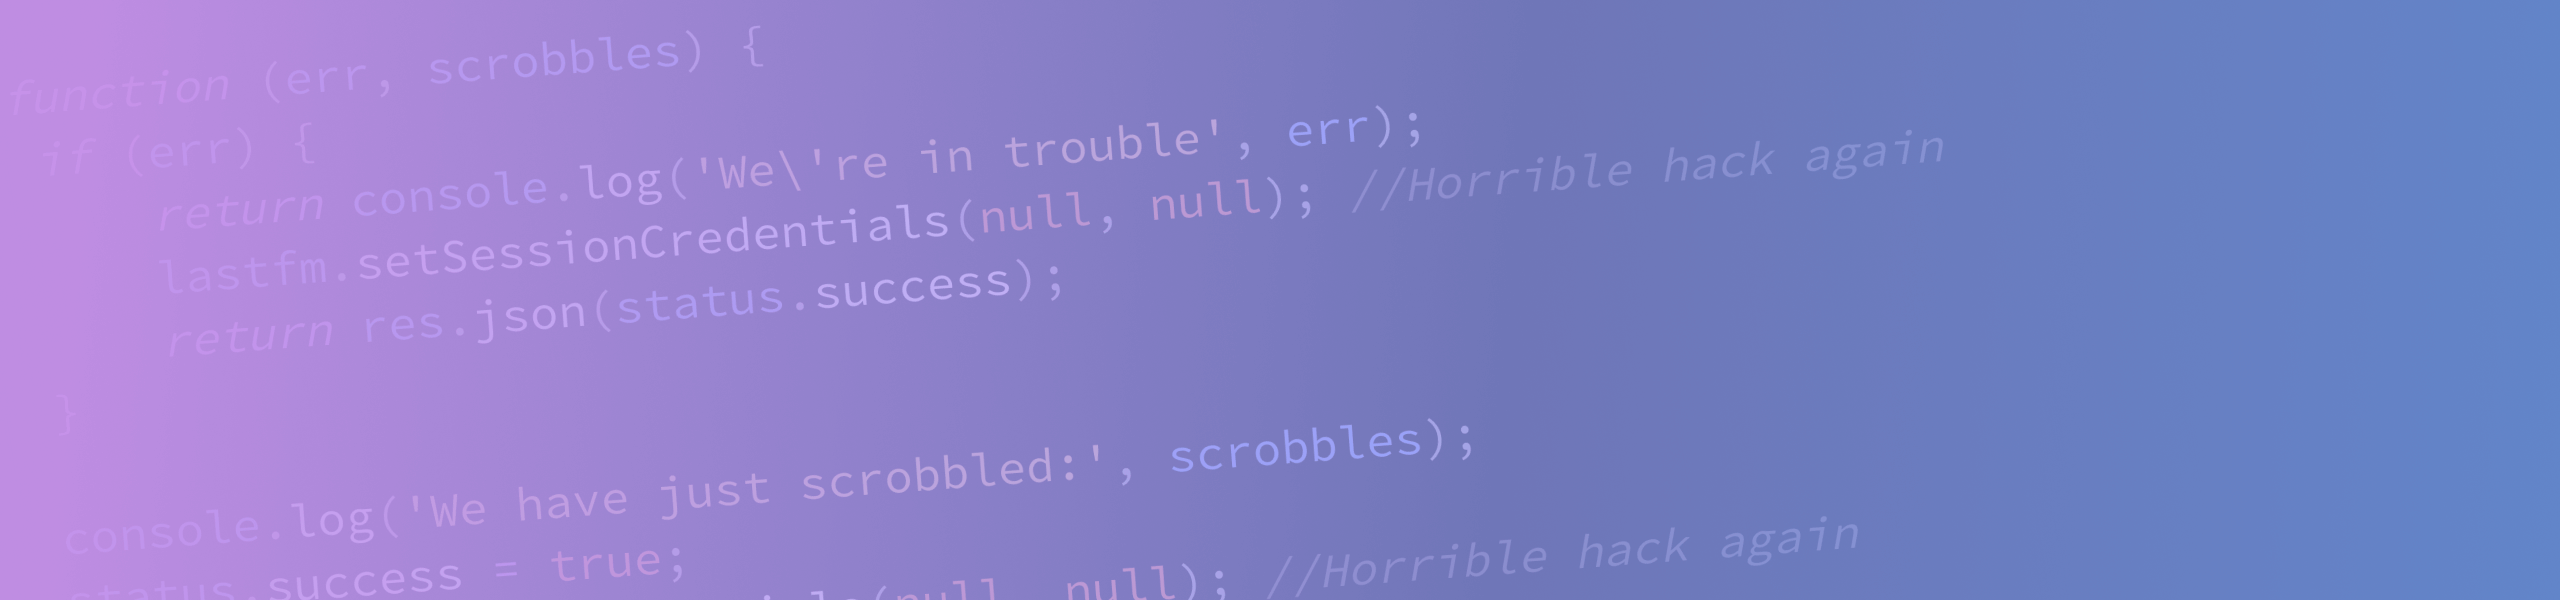 function (err, scrobbles) {
if (err) {
return console.log('We\'re in trouble', err);
lastfm.setSessionCredentials(null, null); //Horrible hack again
return res.json(status.success);
}
console.log('We have just scrobbled:', scrobbles);
status.success = true;
(null, null); //Horrible hack again